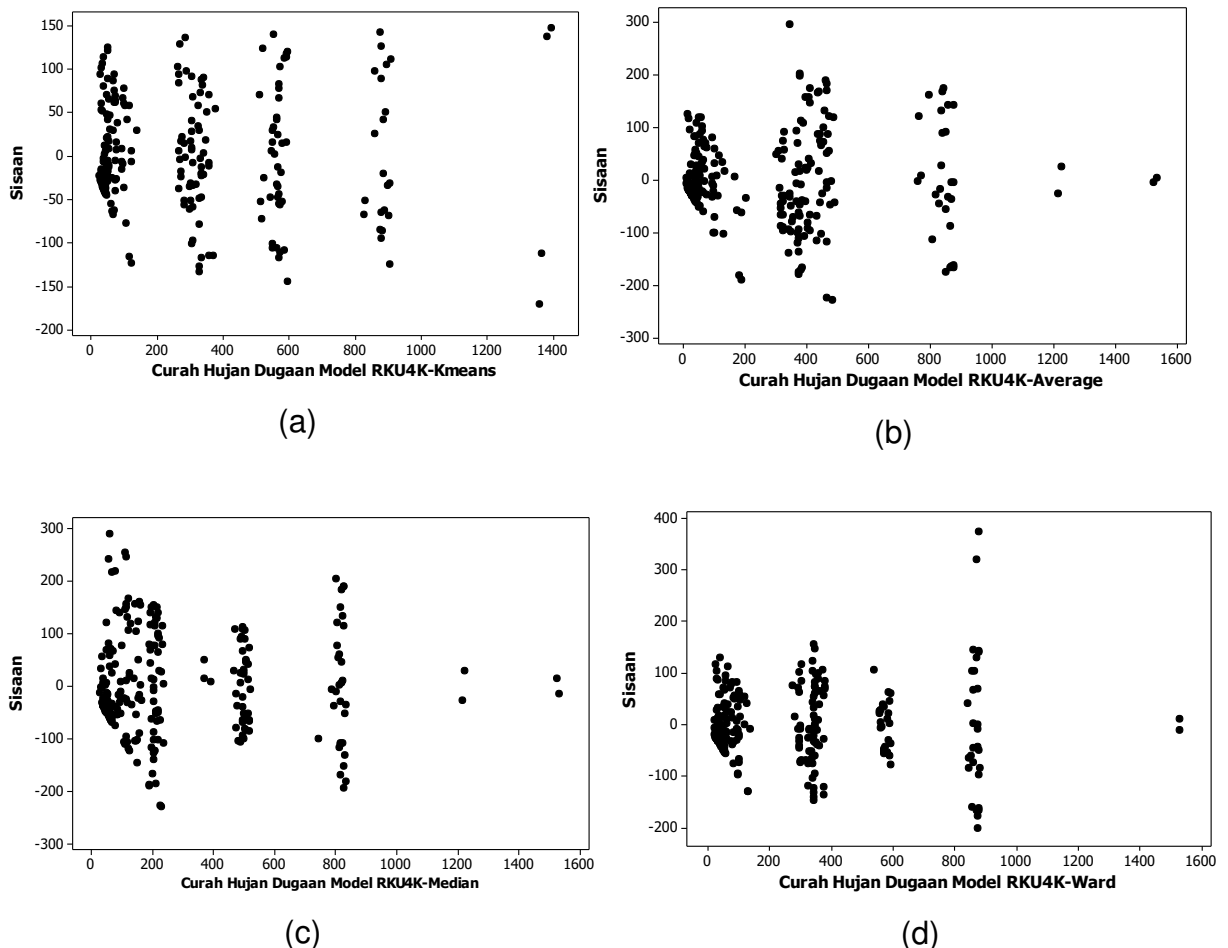 150
100
50
0
-50
-100
-150
-200
Sisaan
0 200 400 600 800 1000 1200 1400
Curah Hujan Dugaan Model RKU4K-Kmeans
(a)
300
200
100
0
-100
-200
-300
Sisaan
0 200 400 600 800 1000 1200 1400 1600
Curah Hujan Dugaan Model RKU4K-Average
(b)
300
200
100
0
-100
-200
-300
Sisaan
0 200 400 600 800 1000 1200 1400 1600
Curah Hujan Dugaan Model RKU4K-Median
(c)
400
300
200
100
0
-100
-200
Sisaan
0 200 400 600 800 1000 1200 1400 1600
Curah Hujan Dugaan Model RKU4K-Ward
(d)